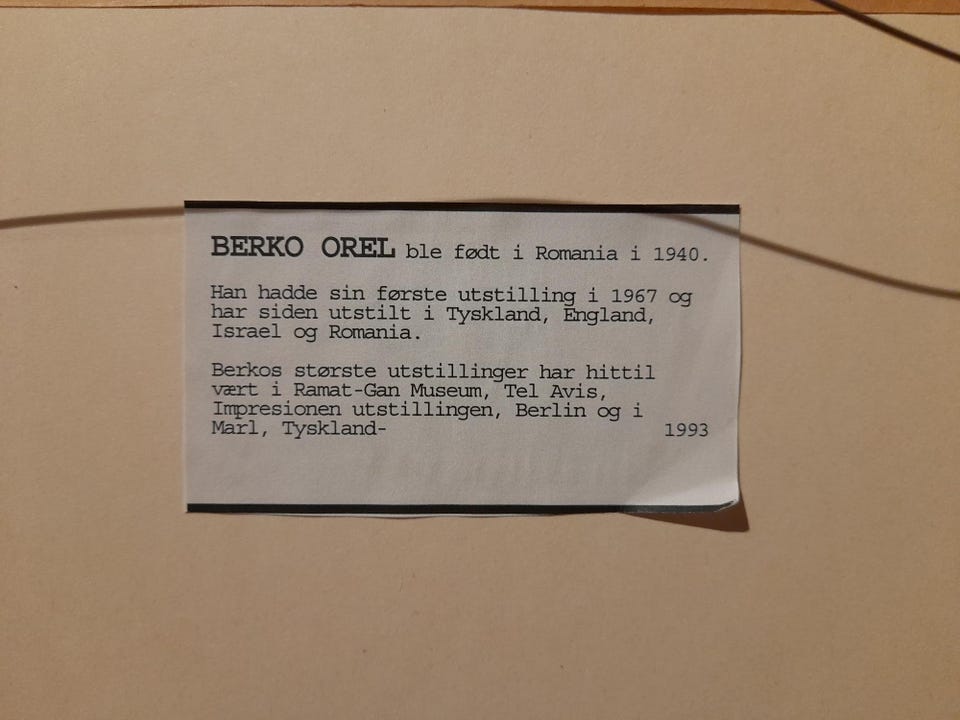 BERKO OREL ble født i Romania i 1940.
Han hadde sin første utstilling i 1967 og
har siden utstilt i Tyskland, England,
Israel og Romania.
Berkos største utstillinger har hittil
vært i Ramat-Gan Museum, Tel Avis,
Impresionen utstillingen, Berlin og i
Marl, Tyskland- 1993